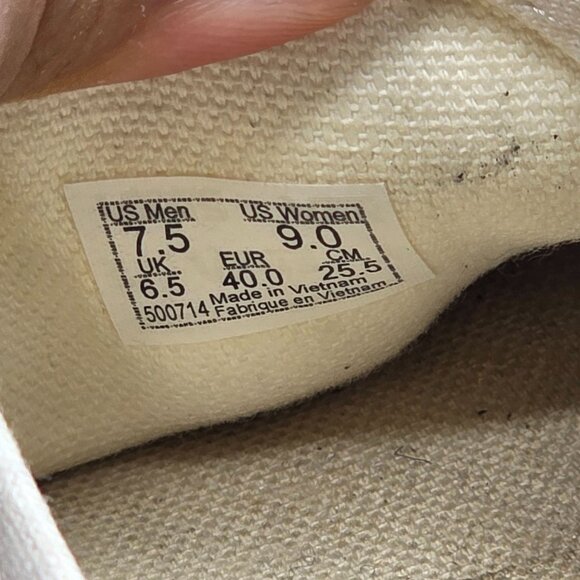 US Men US Women
7.5 9.0
UK EUR CM
6.5 40.0 25.5
Made in Vietnam
500714 Fabrique en Vietnam